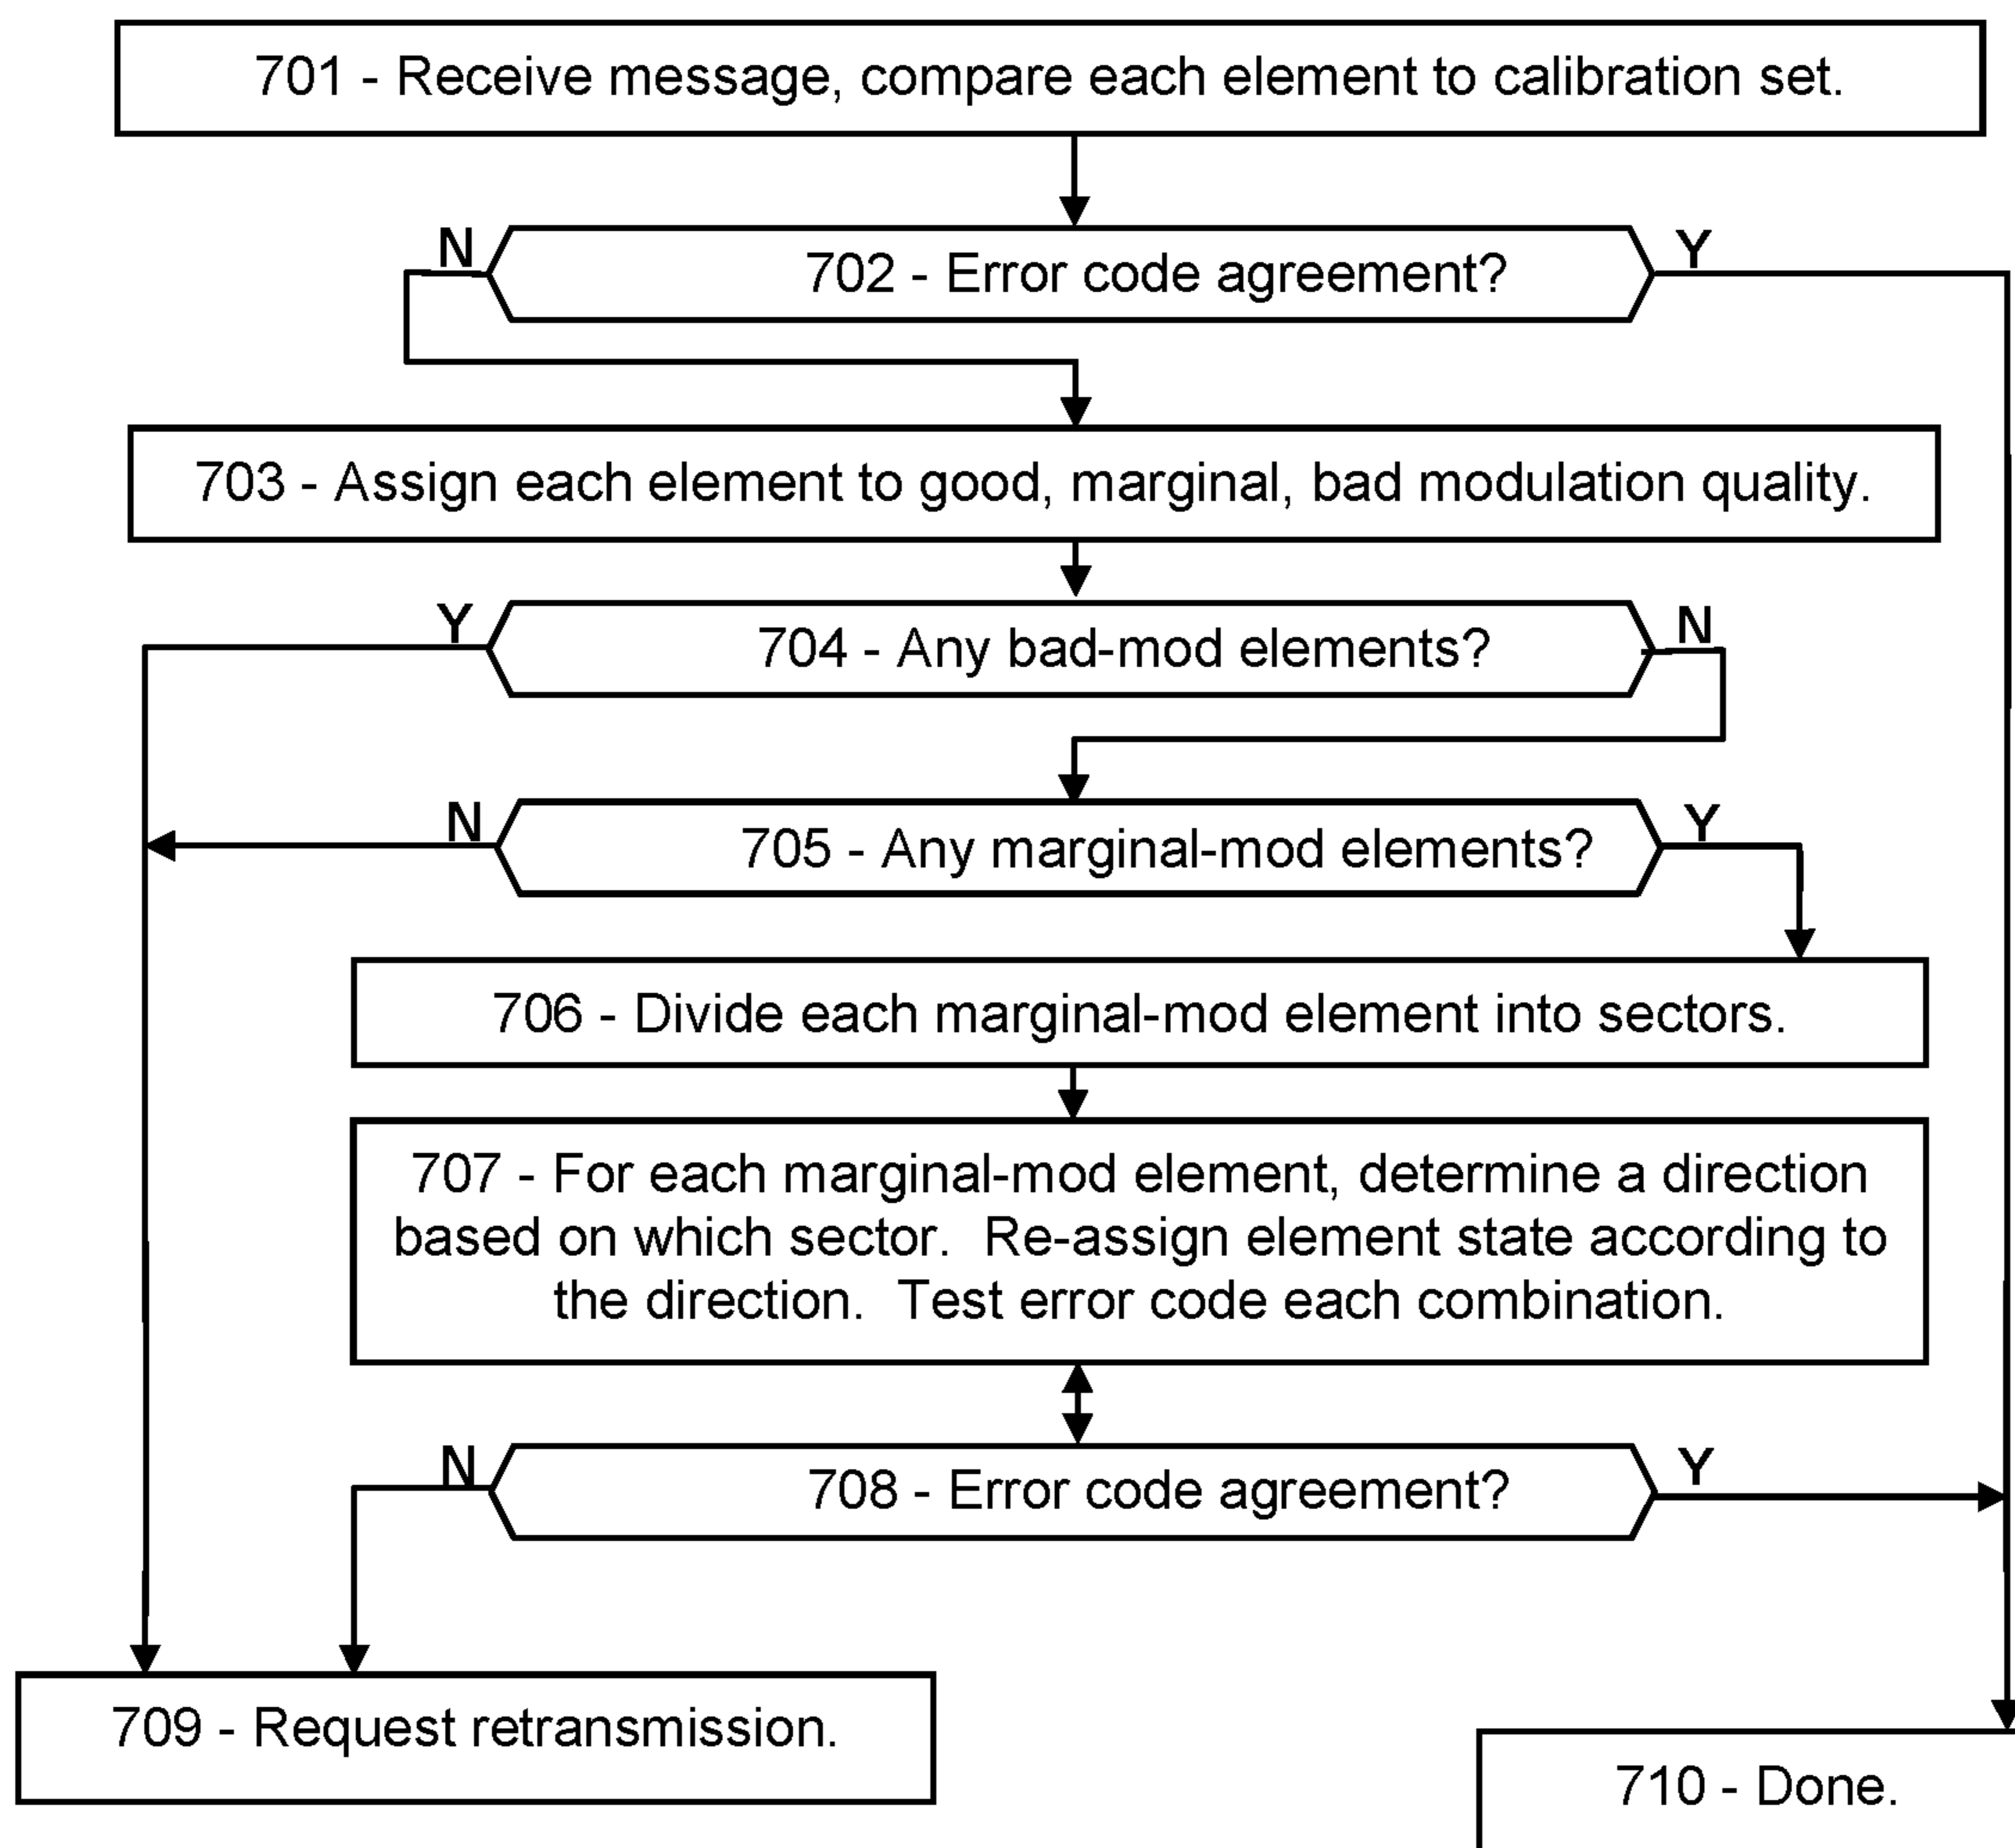 701 - Receive message, compare each element to calibration set.
N
Y
702 - Error code agreement?
703 - Assign each element to good, marginal, bad modulation quality.
Y
N
704 - Any bad-mod elements?
N
Y
705 - Any marginal-mod elements?
706 - Divide each marginal-mod element into sectors.
707 - For each marginal-mod element, determine a direction
based on which sector.  Re-assign element state according to
the direction.  Test error code each combination.
N
Y
708 - Error code agreement?
709 - Request retransmission.
710 - Done.